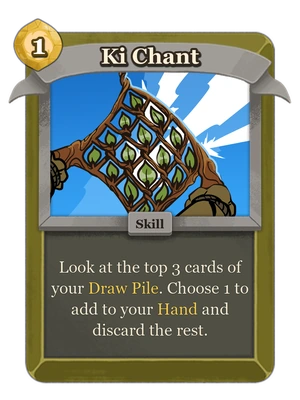 1
Ki Chant
Skill
Look at the top 3 cards of
your Draw Pile. Choose 1 to
add to your Hand and
discard the rest.